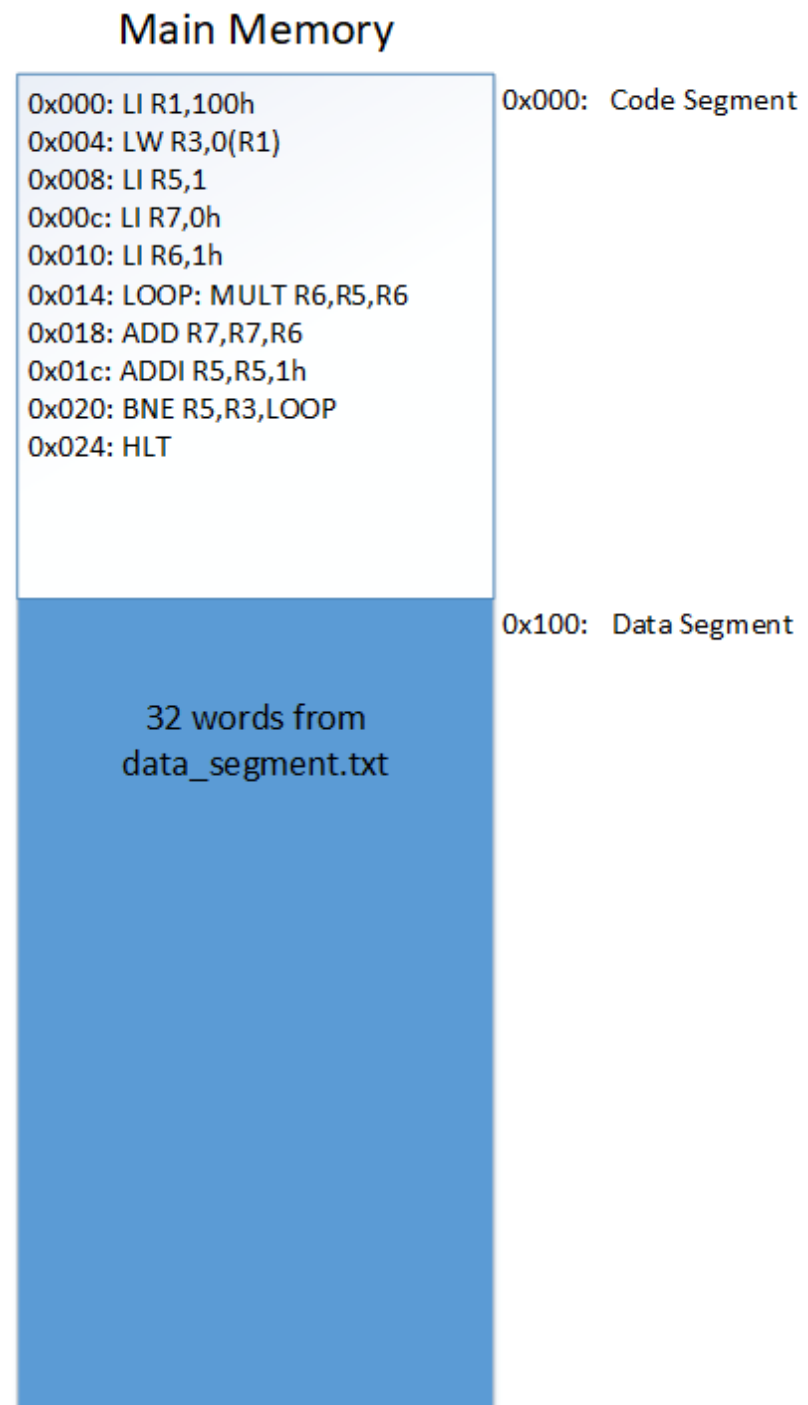 Main Memory
0x000: LI R1,100h
0x004: LW R3,0(R1)
0x008: LI R5,1
0x00c: LI R7,0h
0x010: LI R6,1h
0x014: LOOP: MULT R6,R5,R6
0x018: ADD R7,R7,R6
0x01c: ADDI R5,R5,1h
0x020: BNE R5,R3,LOOP
0x024: HLT
0x000: Code Segment
0x100: Data Segment
32 words from
data_segment.txt